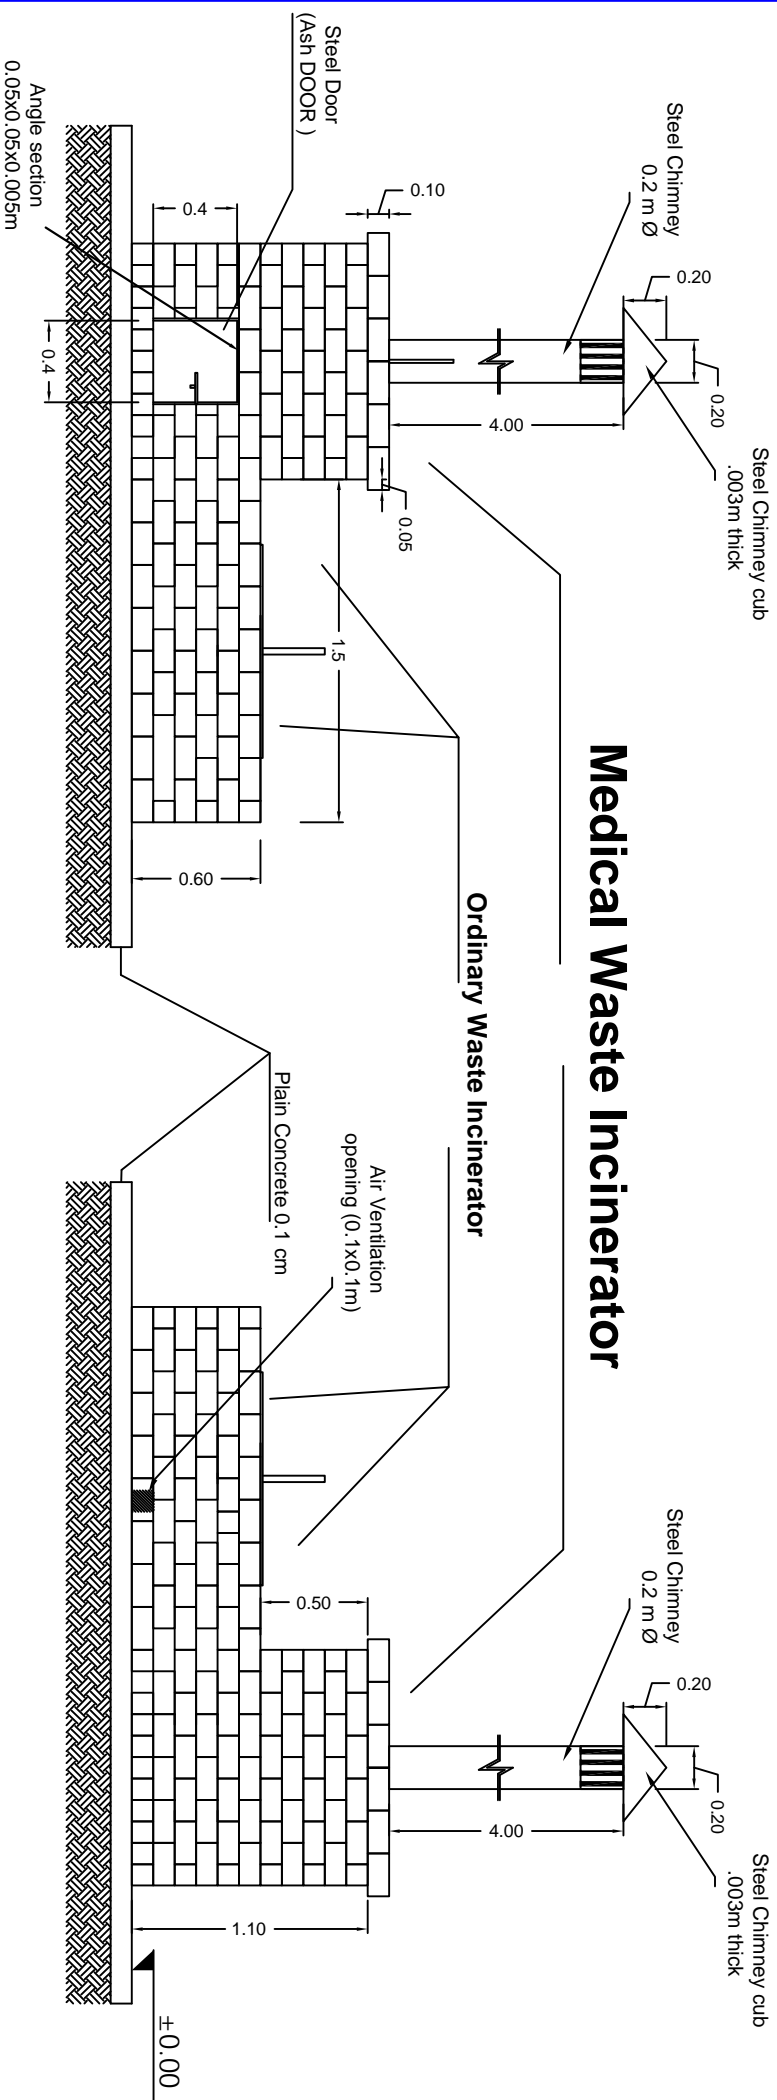 Steel Chimney cub
.003m thick
0.20
0.20
Steel Chimney
0.2 m Ø
4.00
0.10
0.05
Steel Door
(Ash DOOR )
0.4
0.4
Angle section
0.05x0.05x0.005m
1.5
0.60
Medical Waste Incinerator
Ordinary Waste Incinerator
Plain Concrete 0.1 cm
Air Ventilation
opening (0.1x0.1m)
Steel Chimney cub
.003m thick
0.20
0.20
Steel Chimney
0.2 m Ø
4.00
0.50
1.10
±0.00